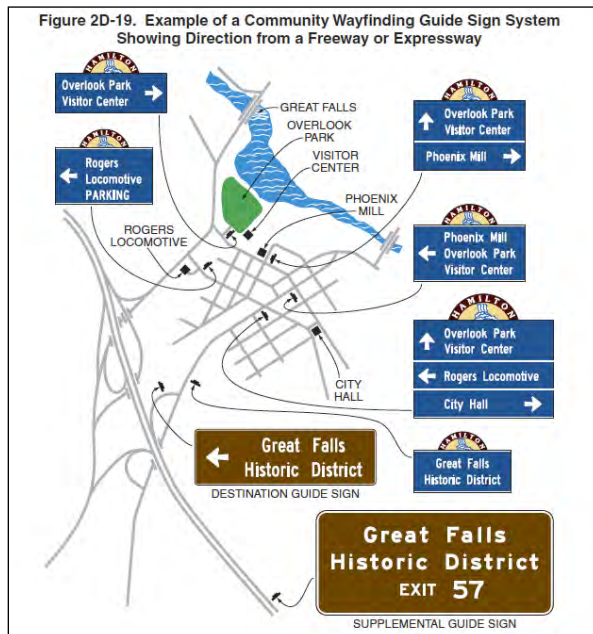 Figure 2D-19. Example of a Community Wayfinding Guide Sign System
Showing Direction from a Freeway or Expressway
HAMILTON
Overlook Park
Visitor Center
HAMILTON
Rogers
Locomotive
PARKING
GREAT FALLS
OVERLOOK
PARK
VISITOR
CENTER
PHOENIX
MILL
ROGERS
LOCOMOTIVE
CITY
HALL
HAMILTON
Overlook Park
Visitor Center
Phoenix Mill
HAMILTON
Phoenix Mill
Overlook Park
Visitor Center
HAMILTON
Overlook Park
Visitor Center
Rogers Locomotive
City Hall
HAMILTON
Great Falls
Historic District
Great Falls
Historic District
DESTINATION GUIDE SIGN
Great Falls
Historic District
EXIT 57
SUPPLEMENTAL GUIDE SIGN